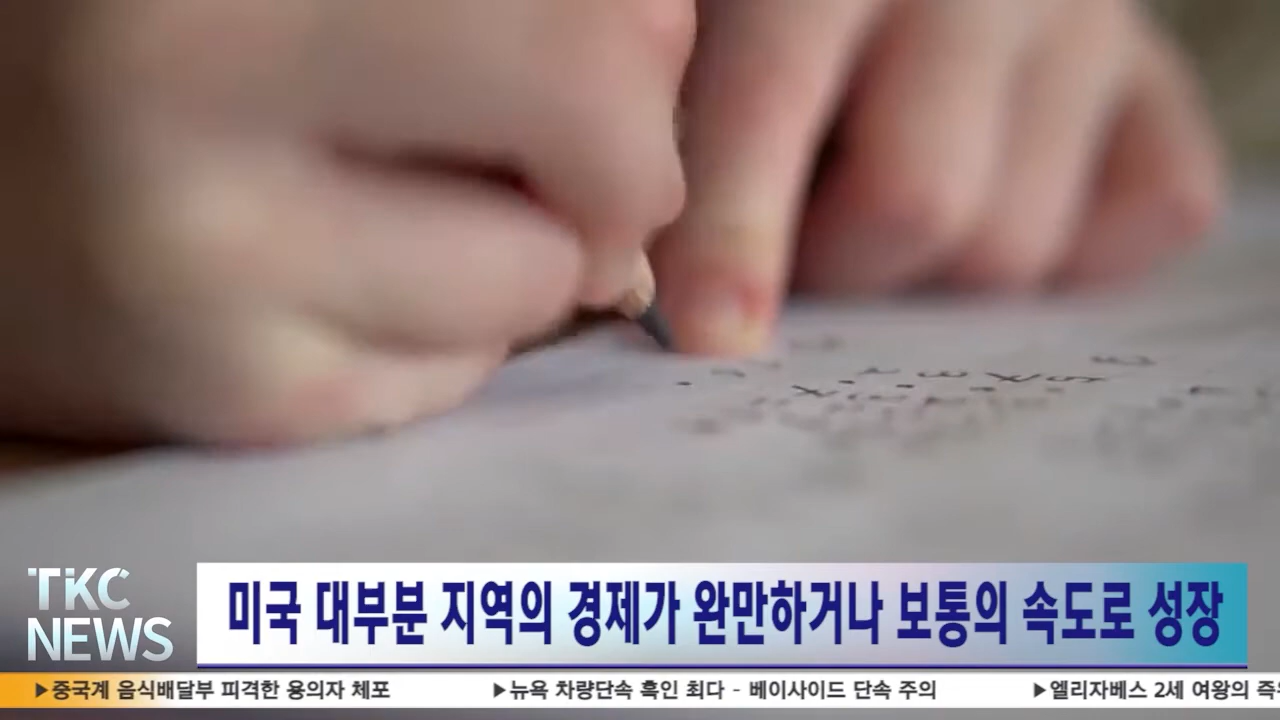 TKC
NEWS
미국 대부분 지역의 경제가 완만하거나 보통의 속도로 성장
▶중국계 음식배달부 피격한 용의자 체포 ▶뉴욕 차량단속 흑인 최다 - 베이사이드 단속 주의 ▶엘리자베스 2세 여왕의